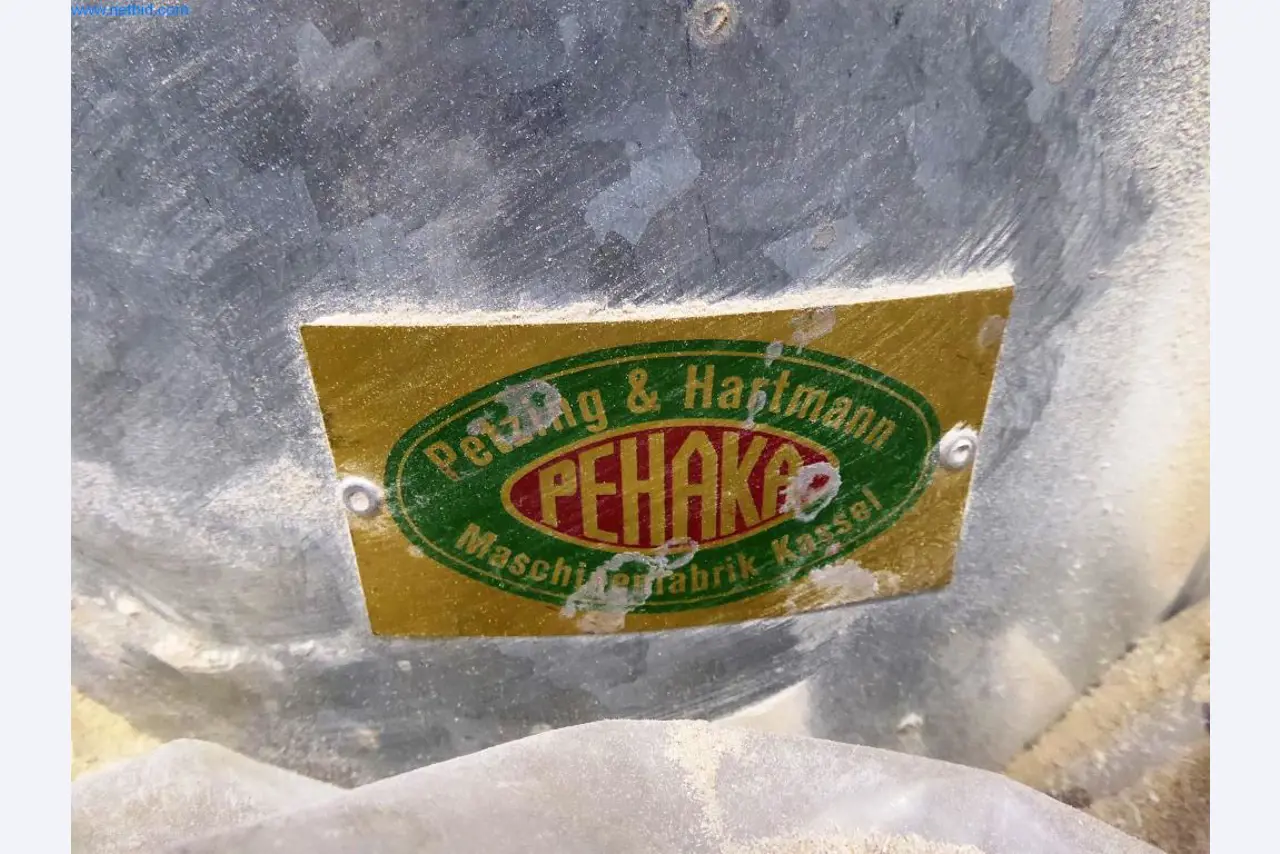 www.netbid.com
Petzing & Hartmann
PEHAKA
Maschinenfabrik Kassel